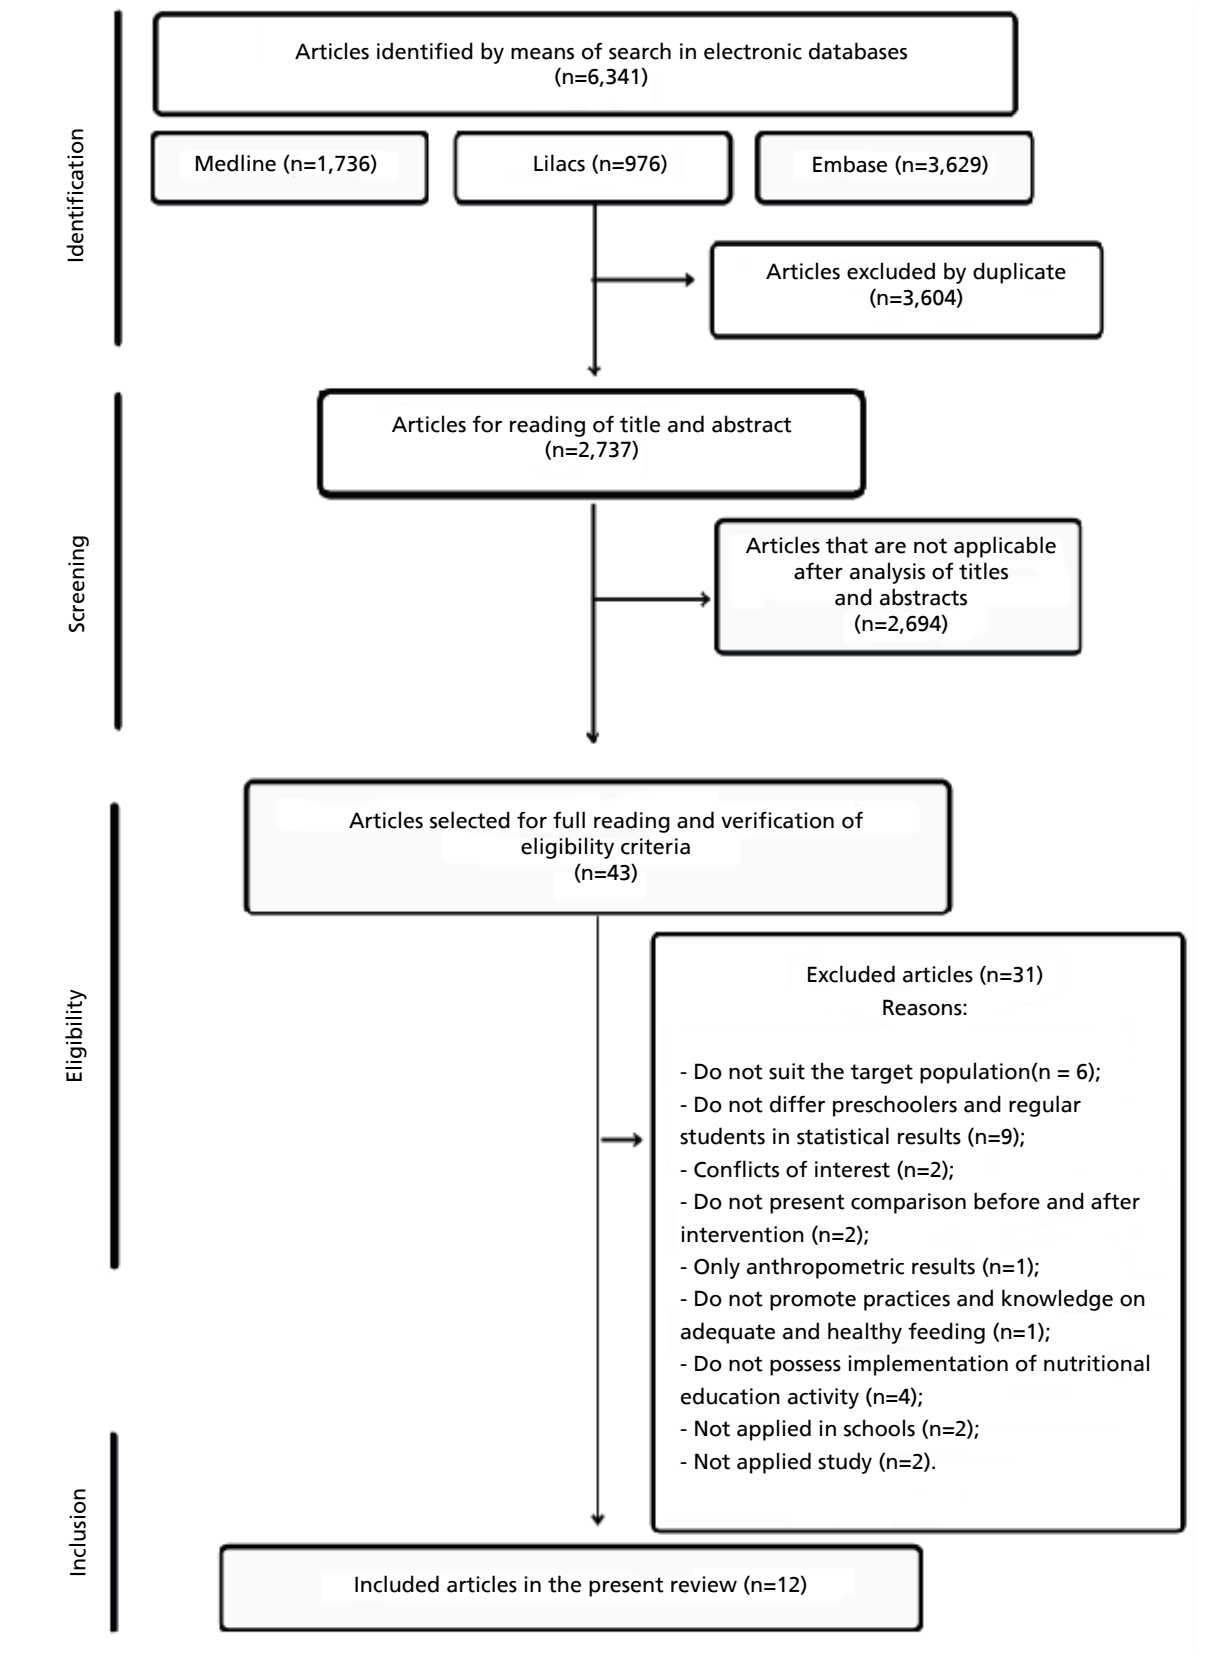 Identification
Articles identified by means of search in electronic databases
(n=6,341)
Medline (n=1,736)
Lilacs (n=976)
Embase (n=3,629)
Articles excluded by duplicate
(n=3,604)
Screening
Articles for reading of title and abstract
(n=2,737)
Articles that are not applicable
after analysis of titles
and abstracts
(n=2,694)
Eligibility
Articles selected for full reading and verification of
eligibility criteria
(n=43)
Excluded articles (n=31)
Reasons:
- Do not suit the target population(n = 6);
- Do not differ preschoolers and regular
students in statistical results (n=9);
- Conflicts of interest (n=2);
- Do not present comparison before and after
intervention (n=2);
- Only anthropometric results (n=1);
- Do not promote practices and knowledge on
adequate and healthy feeding (n=1);
- Do not possess implementation of nutritional
education activity (n=4);
- Not applied in schools (n=2);
- Not applied study (n=2).
Inclusion
Included articles in the present review (n=12)